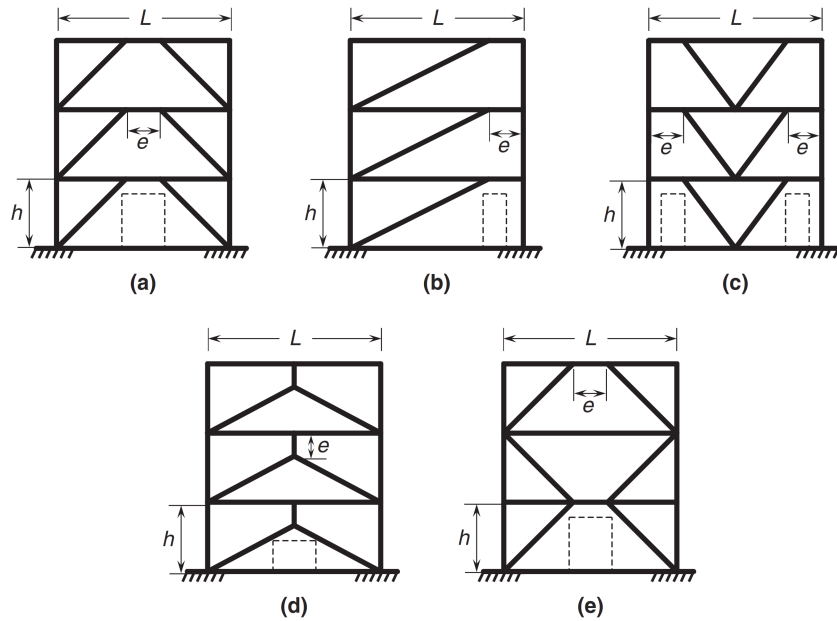 L L L
e e e e
h h h
(a) (b) (c)
L L
e e
h h
(d) (e)